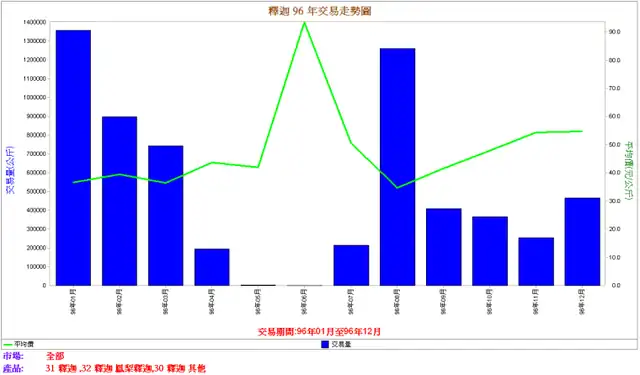 釋迦 96 年交易走勢圖
1400000
1300000
1200000
1100000
1000000
900000
800000
700000
600000
500000
400000
300000
200000
100000
0
交易量(公斤)
90.0
80.0
70.0
60.0
50.0
40.0
30.0
20.0
10.0
0.0
平均價(元/公斤)
96年01月
96年02月
96年03月
96年04月
96年05月
96年06月
96年07月
96年08月
96年09月
96年10月
96年11月
96年12月
交易期間:96年01月至96年12月
平均價 交易量
市場: 全部
產品: 31 釋迦 ,32 釋迦 鳳梨釋迦,30 釋迦 其他